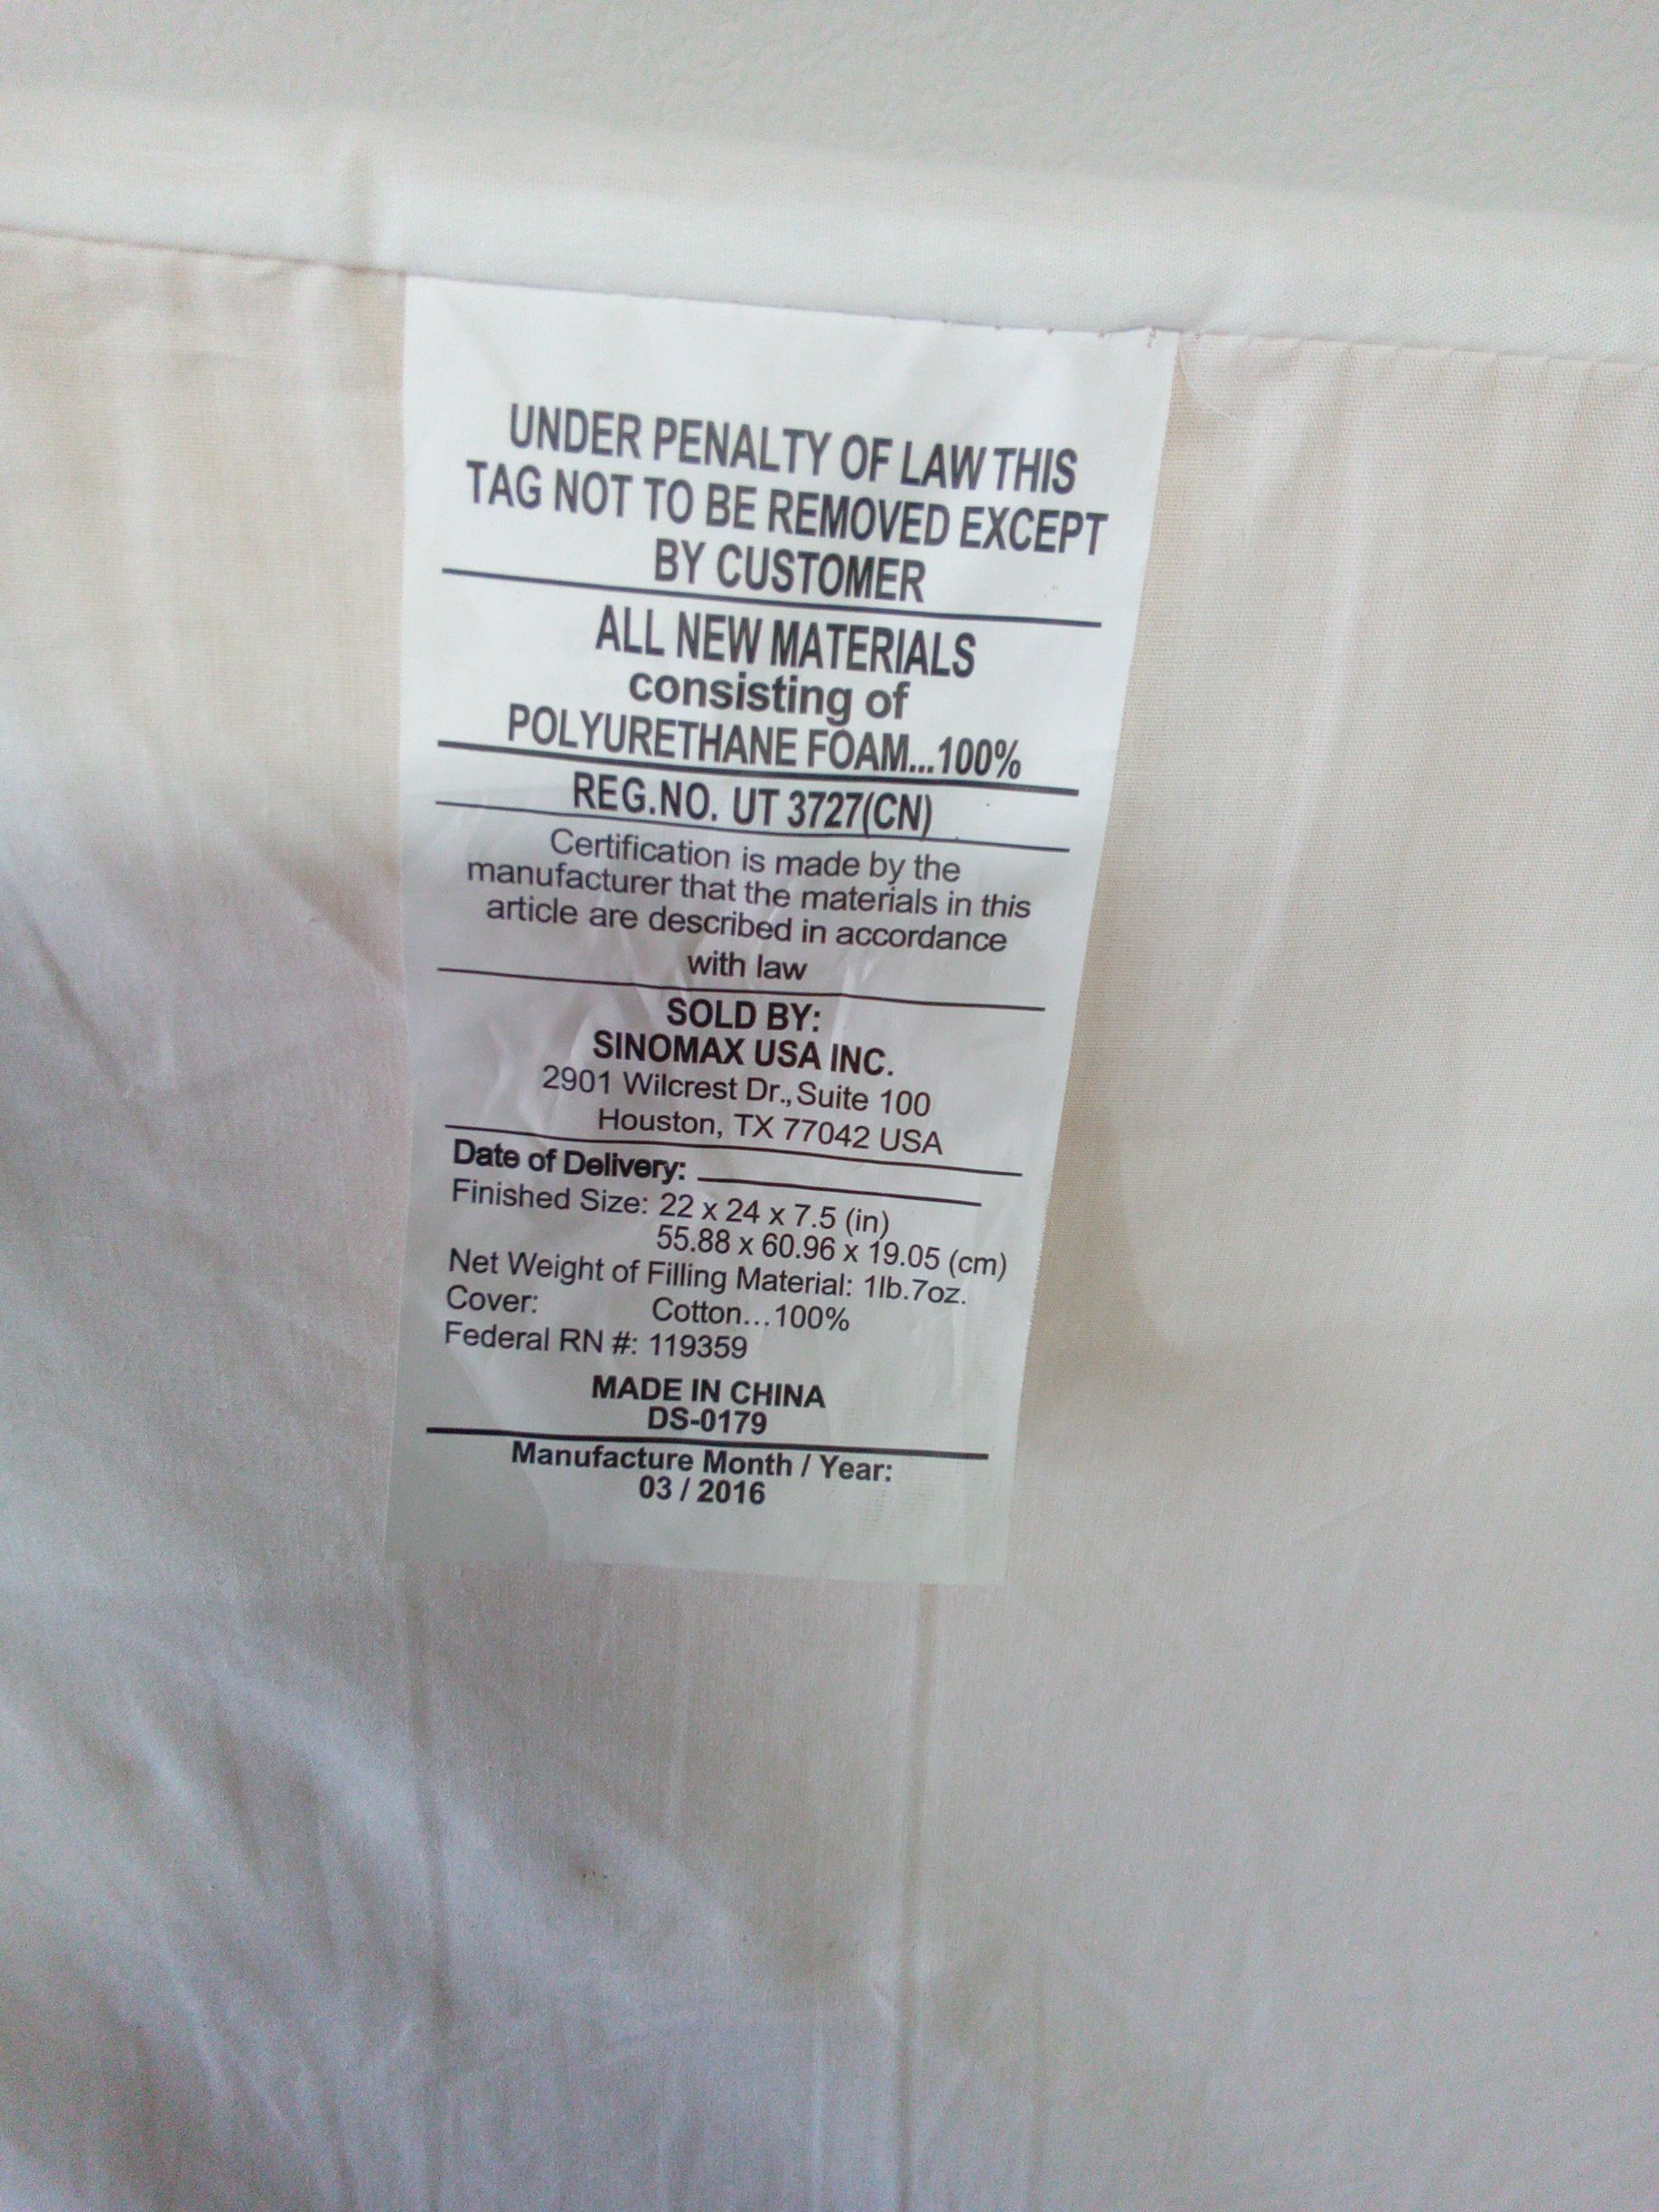 UNDER PENALTY OF LAW THIS
TAG NOT TO BE REMOVED EXCEPT
BY CUSTOMER
ALL NEW MATERIALS
consisting of
POLYURETHANE FOAM...100%
REG.NO. UT 3727(CN)
Certification is made by the
manufacturer that the materials in this
article are described in accordance
with law
SOLD BY:
SINOMAX USA INC.
2901 Wilcrest Dr., Suite 100
Houston, TX 77042 USA
Date of Delivery:
Finished Size: 22 x 24 x 7.5 (in)
55.88 x 60.96 x 19.05 (cm)
Net Weight of Filling Material: 1lb.7oz.
Cover: Cotton...100%
Federal RN #: 119359
MADE IN CHINA
DS-0179
Manufacture Month / Year:
03 / 2016